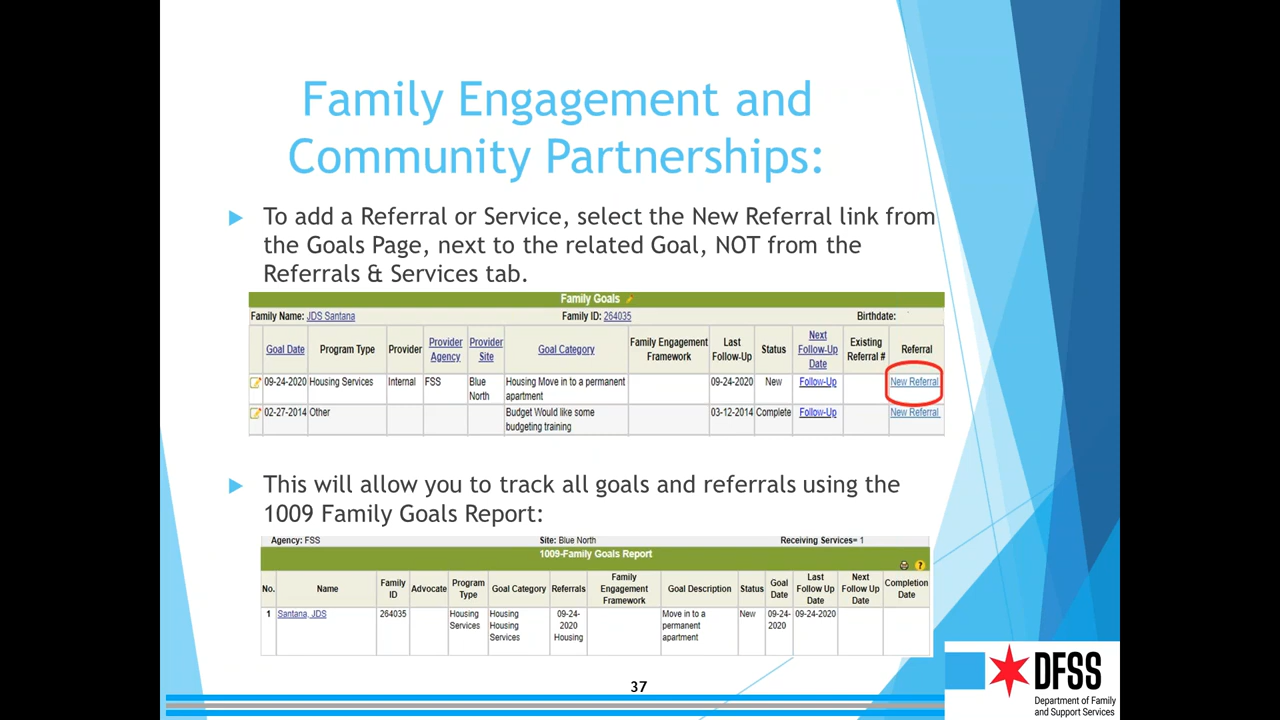 Family Engagement and
Community Partnerships:
To add a Referral or Service, select the New Referral link from
the Goals Page, next to the related Goal, NOT from the
Referrals & Services tab.
Family Goals
Family Name: JDS Santana Family ID: 264035 Birthdate:
Goal Date Program Type Provider Provider Agency Provider Site Goal Category Family Engagement Framework Last Follow-Up Status Next Follow-Up Date Existing Referral # Referral
09-24-2020 Housing Services Internal FSS Blue North Housing Move in to a permanent apartment 09-24-2020 New Follow-Up New Referral
02-27-2014 Other Budget Would like some budgeting training 03-12-2014 Complete Follow-Up New Referral
This will allow you to track all goals and referrals using the
1009 Family Goals Report:
Agency: FSS Site: Blue North Receiving Services= 1
1009-Family Goals Report
No. Name Family ID Advocate Program Type Goal Category Referrals Family Engagement Framework Goal Description Status Goal Date Last Follow Up Date Next Follow Up Date Completion Date
1 Santana, JDS 264035 Housing Services Housing Housing Services 09-24-2020 Housing Move in to a permanent apartment New 09-24-2020 09-24-2020
37
DFSS
Department of Family
and Support Services